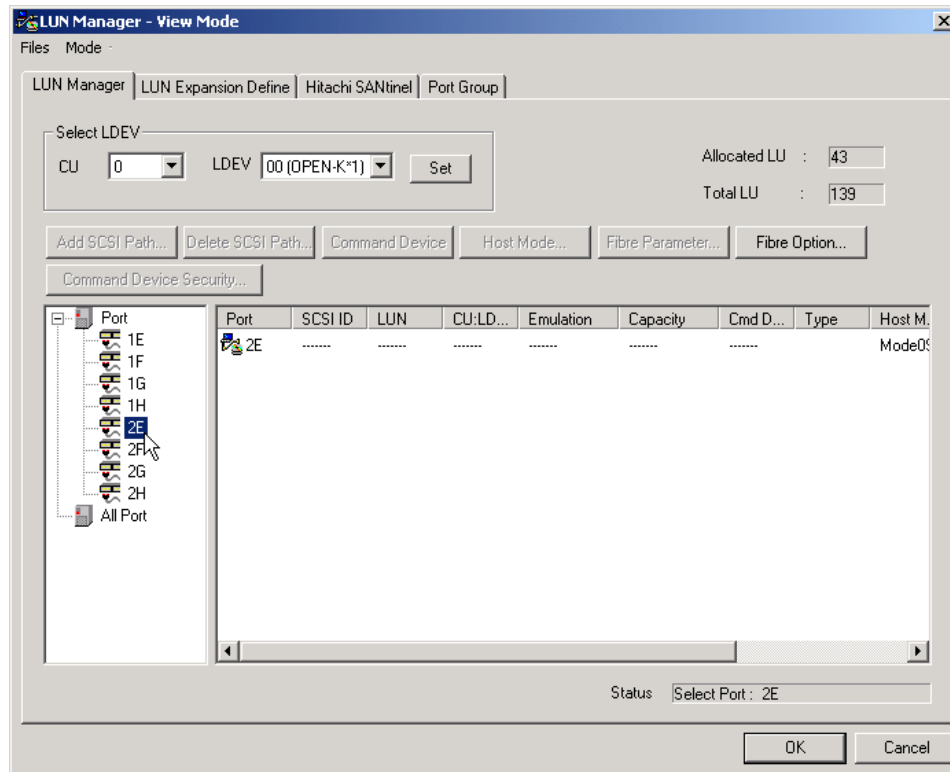 LUN Manager - View Mode
Files Mode
LUN Manager LUN Expansion Define Hitachi SANtinel Port Group
Select LDEV
CU 0 LDEV 00 (OPEN-K*1) Set
Allocated LU : 43
Total LU : 139
Add SCSI Path... Delete SCSI Path... Command Device Host Mode... Fibre Parameter... Fibre Option...
Command Device Security...
Port
1E
1F
1G
1H
2E
2F
2G
2H
All Port
Port SCSI ID LUN CU:LD... Emulation Capacity Cmd D... Type Host M.
2E ------- ------- ------- ------- ------- ------- Mode0
Status Select Port : 2E
OK Cancel